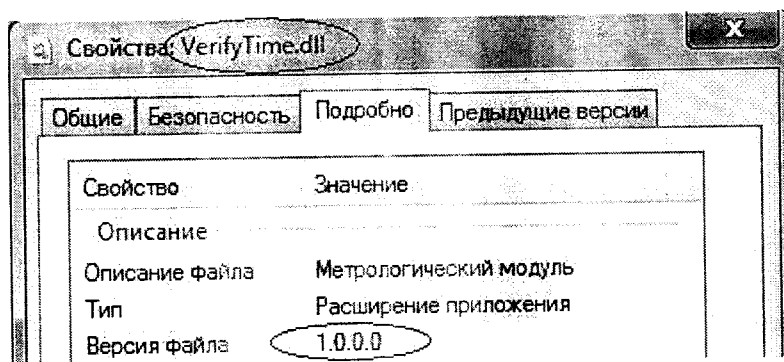 Свойства: VerifyTime.dll
X
Общие Безопасность Подробно Предыдущие версии
Свойство Значение
Описание
Описание файла Метрологический модуль
Тип Расширение приложения
Версия файла 1.0.0.0